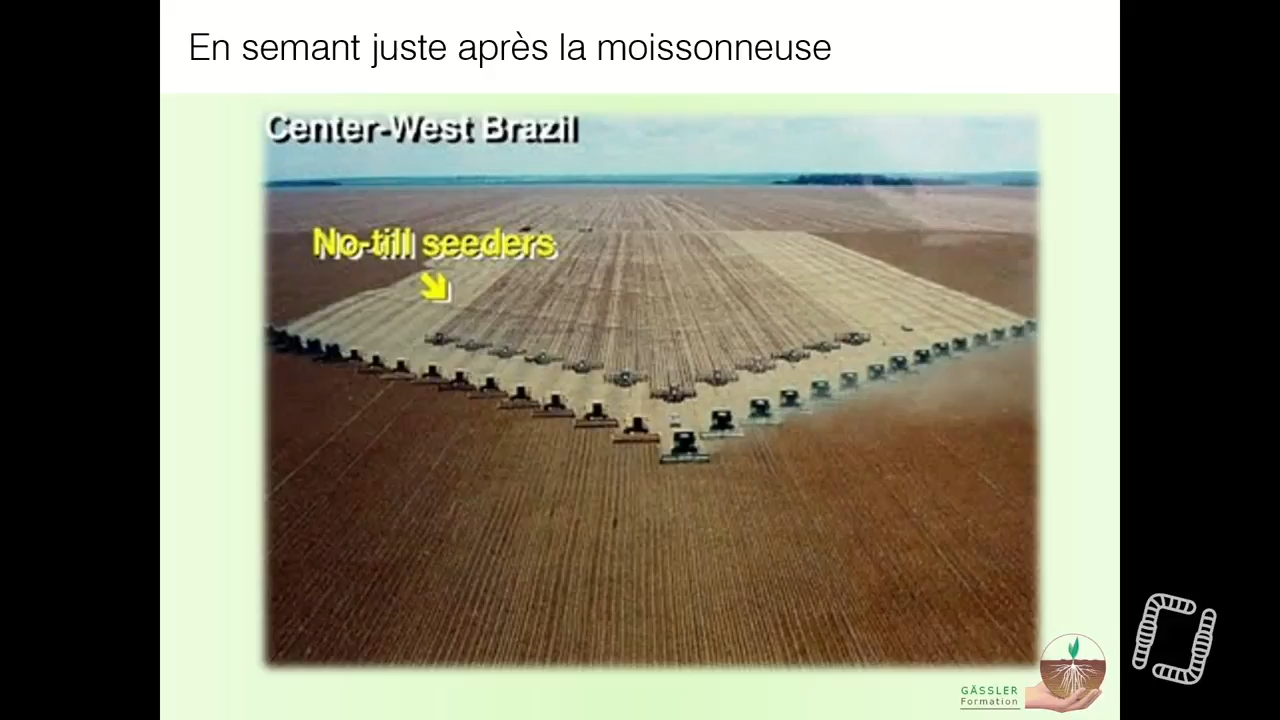 En semant juste après la moissonneuse
Center-West Brazil
No-till seeders
GÄSSLER
Formation